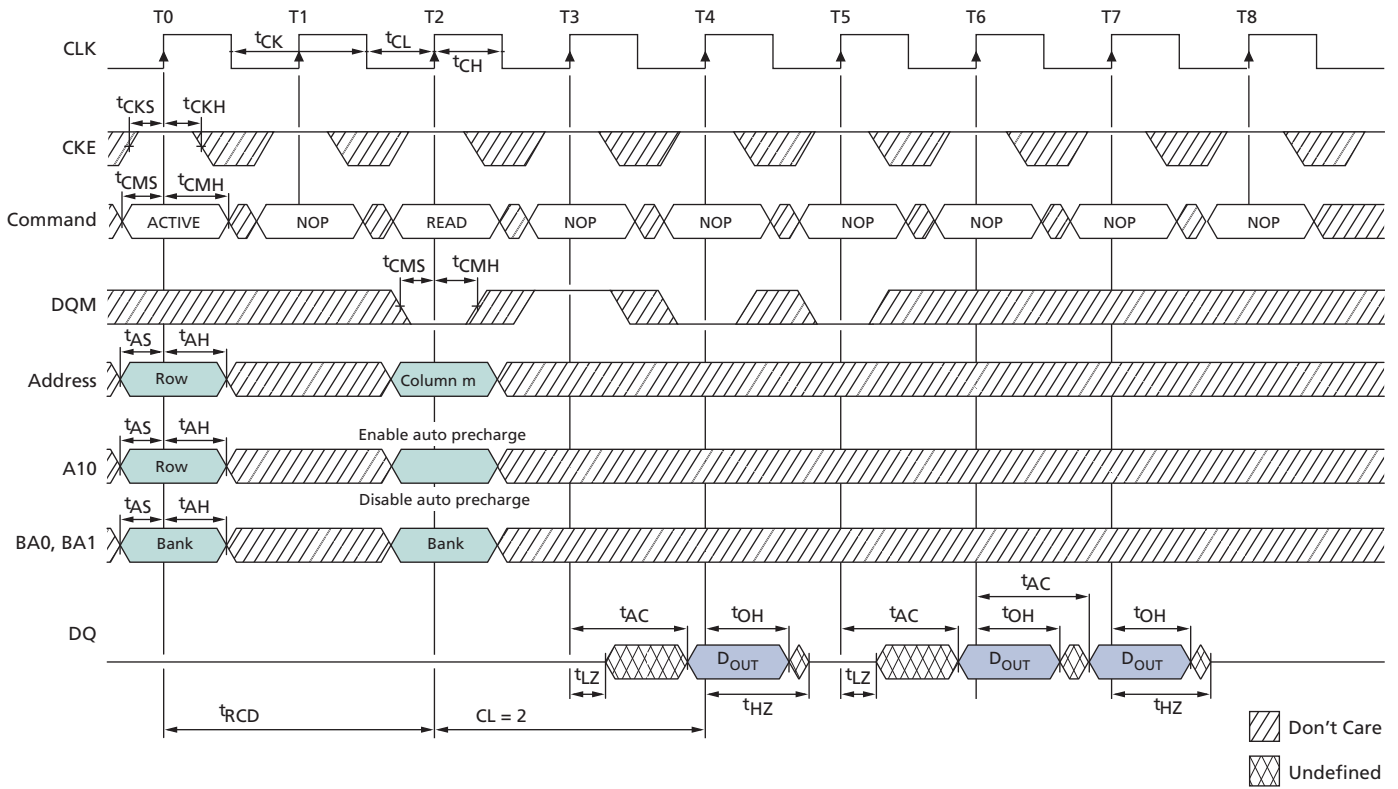 T0 T1 T2 T3 T4 T5 T6 T7 T8
CLK tCK tCL tCH
tCKS tCKH
CKE
tCMS tCMH
Command ACTIVE NOP READ NOP NOP NOP NOP NOP NOP
tCMS tCMH
DQM
tAS tAH
Address Row Column m
tAS tAH Enable auto precharge
A10 Row
tAS tAH Disable auto precharge
BA0, BA1 Bank Bank
tAC
tAC tOH tAC tOH tOH
DQ
DOUT DOUT DOUT
tLZ tHZ tLZ tHZ
tRCD CL = 2
Don't Care
Undefined